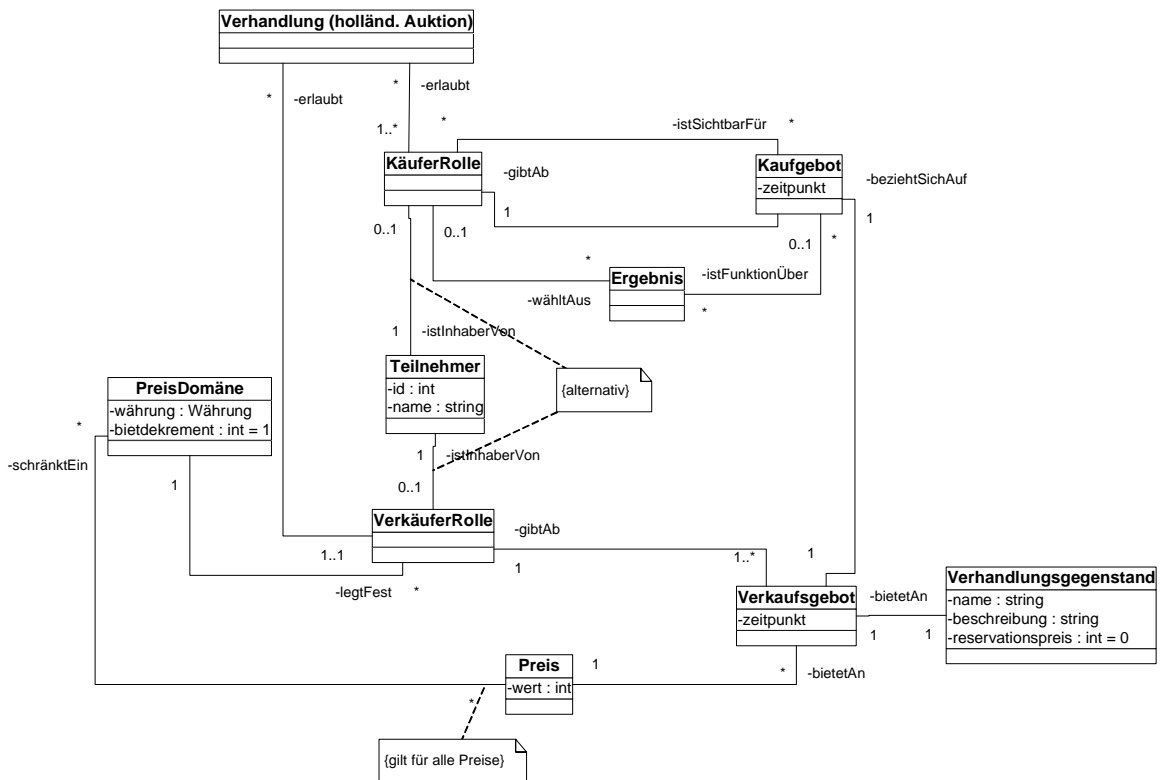 Verhandlung (holländ. Auktion)
* -erlaubt
* -erlaubt
1..*
*
-istSichtbarFür *
KäuferRolle
-gibtAb
Kaufgebot
-zeitpunkt
-beziehtSichAuf
1
1
0..1
0..1
0..1
*
*
Ergebnis
-istFunktionÜber
-wähltAus
*
1 -istInhaberVon
Teilnehmer
-id : int
-name : string
{alternativ}
PreisDomäne
-währung : Währung
-bietdekrement : int = 1
*
-schränktEin
1
1 -istInhaberVon
0..1
VerkäuferRolle
-gibtAb
1..1
1
1..*
1
-legtFest *
Verkaufsgebot
-zeitpunkt
-bietetAn
1
1
Verhandlungsgegenstand
-name : string
-beschreibung : string
-reservationspreis : int = 0
Preis
-wert : int
1
* -bietetAn
*
{gilt für alle Preise}